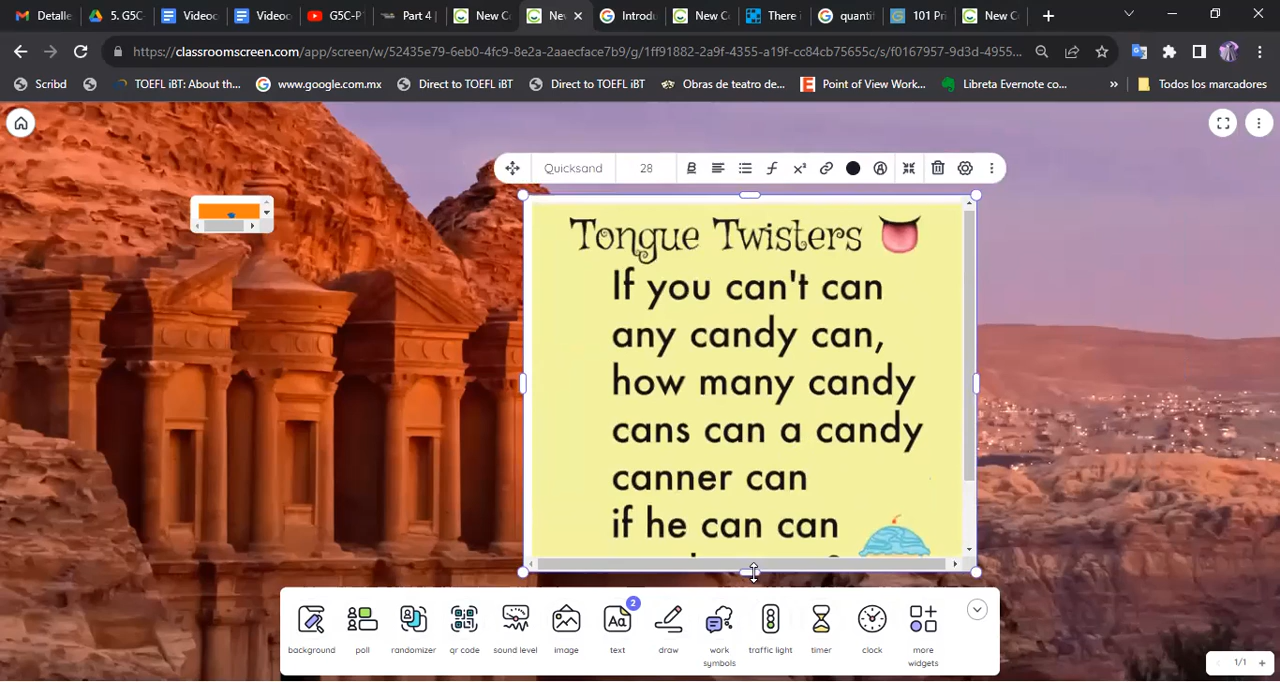 Detalle
5. G5C-
Videoc
Videoc
G5C-P
Part 4
New C
Nev
Introdu
New C
There i
quantif
101 Pri
New C
https://classroomscreen.com/app/screen/w/52435e79-6eb0-4fc9-8e2a-2aaecface7b9/g/1ff91882-2a9f-4355-a19f-cc84cb75655c/s/f0167957-9d3d-4955...
Scribd
TOEFL iBT: About th...
www.google.com.mx
Direct to TOEFL iBT
Direct to TOEFL iBT
Obras de teatro de...
Point of View Work...
Libreta Evernote co...
»
Todos los marcadores
Quicksand
28
Tongue Twisters
If you can't can
any candy can,
how many candy
cans can a candy
canner can
if he can can
background
poll
randomizer
qr code
sound level
image
2
text
draw
work
symbols
traffic light
timer
clock
more
widgets
1/1